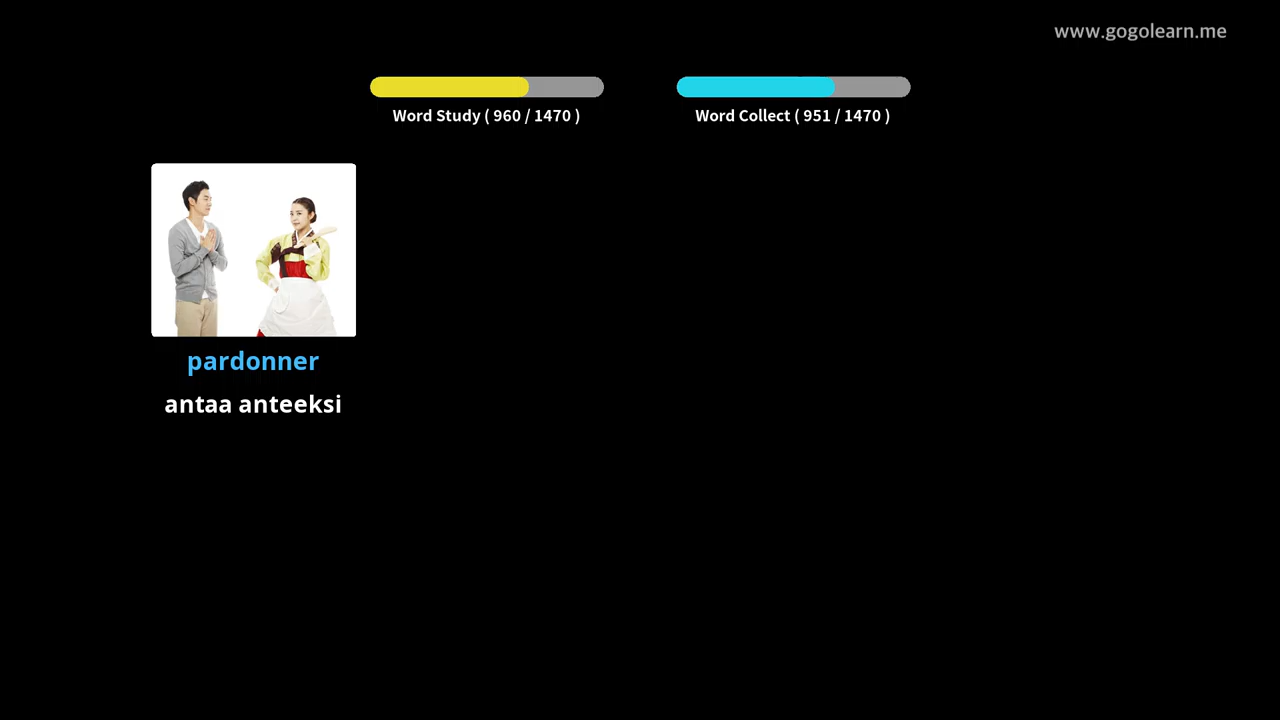 www.gogolearn.me
Word Study ( 960 / 1470 )
Word Collect ( 951 / 1470 )
pardonner
antaa anteeksi